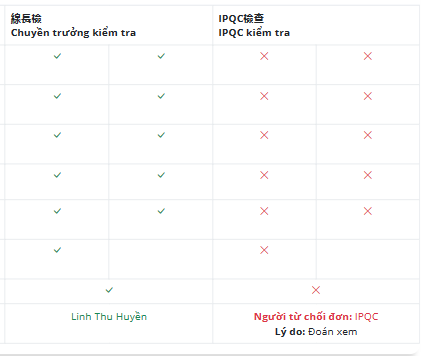 線長檢
Chuyền trưởng kiểm tra
IPQC檢查
IPQC kiểm tra
Linh Thu Huyền
Người từ chối đơn: IPQC
Lý do: Đoán xem